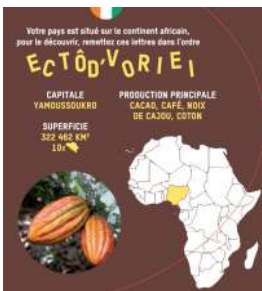 Votre pays est situé sur le continent africain,
pour le découvrir, remettez ces lettres dans l'ordre
ECTÔD'VORIEI
CAPITALE
YAMOUSSOUKRO
SUPERFICIE
322 462 KM²
10x
PRODUCTION PRINCIPALE
CACAO, CAFÉ, NOIX
DE CAJOU, COTON